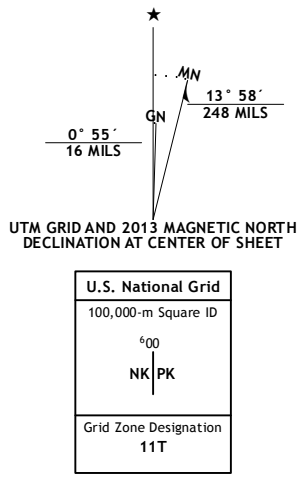 ★
MN
GN
13° 58´
248 MILS
0° 55´
16 MILS
UTM GRID AND 2013 MAGNETIC NORTH
DECLINATION AT CENTER OF SHEET
U.S. National Grid
100,000-m Square ID
⁶00
NK PK
Grid Zone Designation
11T